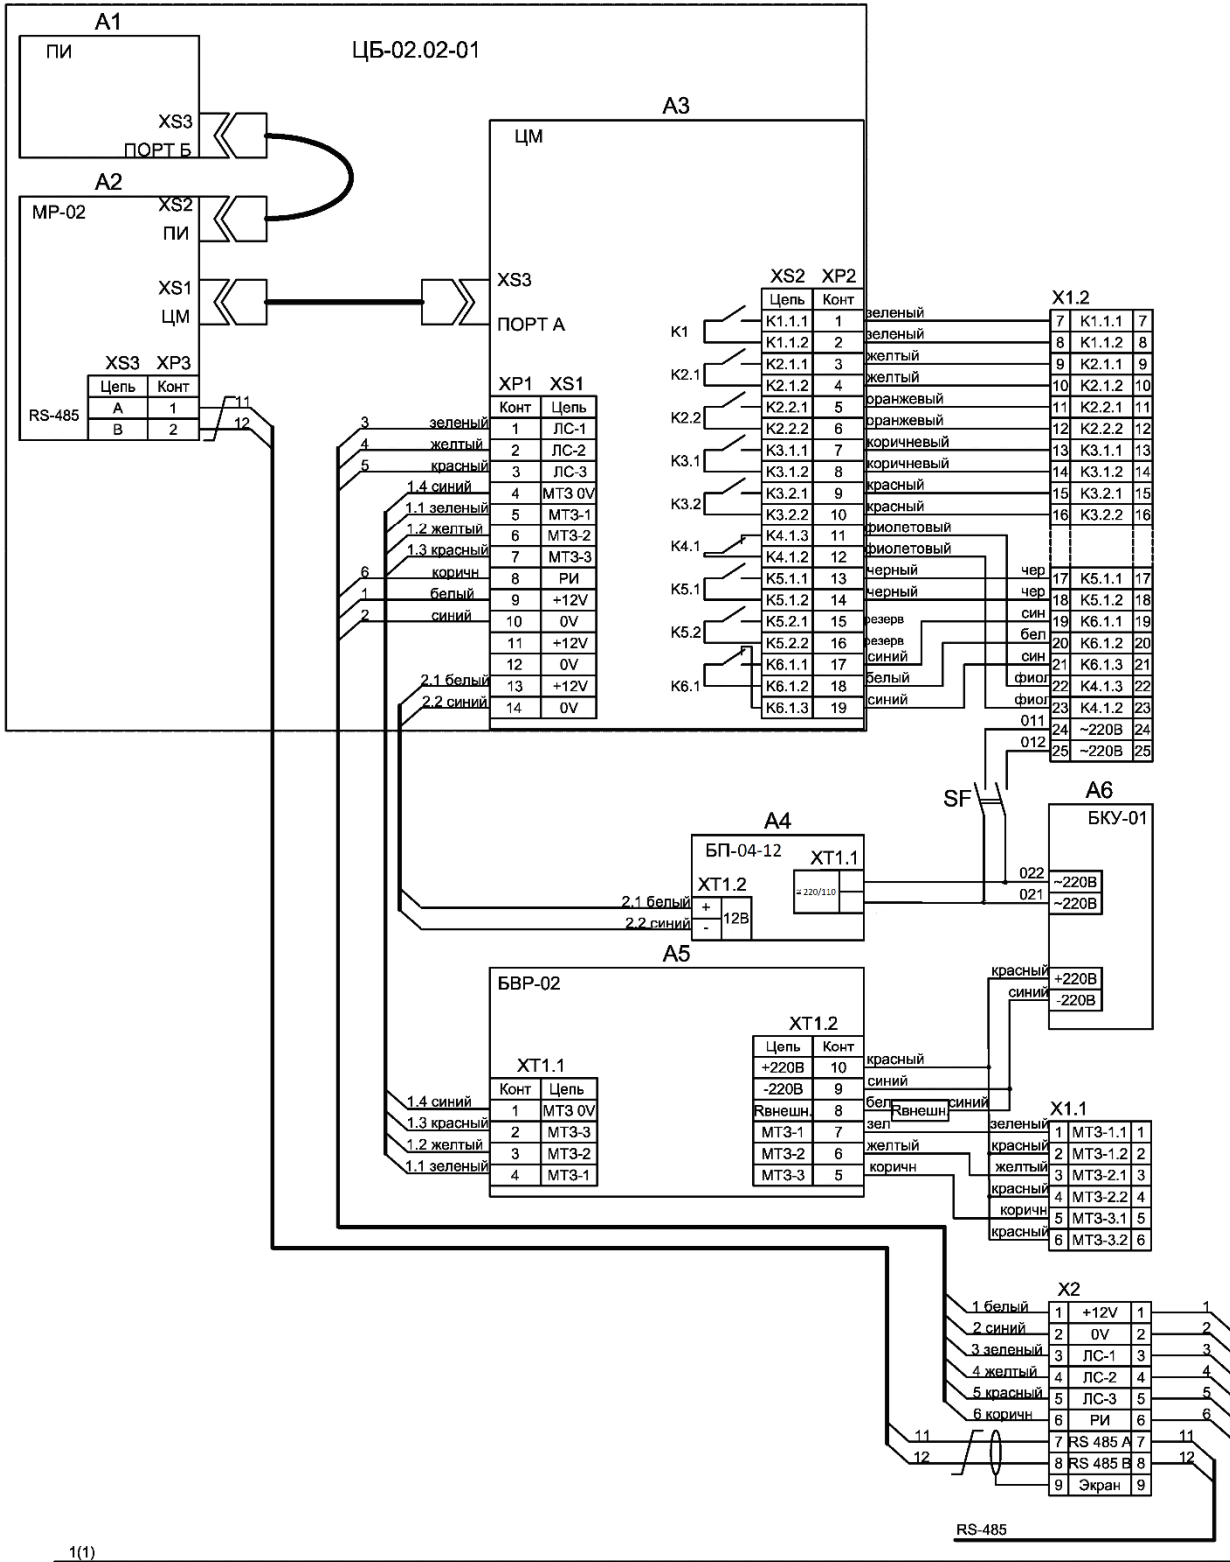 ЦБ-02.02-01
А1
ПИ
XS3
ПОРТ Б
А2
МР-02
XS2
ПИ
XS1
ЦМ
XS3 XP3
Цепь Конт
A 1
B 2
RS-485
11
12
А3
ЦМ
XS3
ПОРТ А
XP1 XS1
Конт Цепь
3 зеленый 1 ЛС-1
4 желтый 2 ЛС-2
5 красный 3 ЛС-3
1.4 синий 4 МТЗ 0V
1.1 зеленый 5 МТЗ-1
1.2 желтый 6 МТЗ-2
1.3 красный 7 МТЗ-3
6 коричн 8 РИ
1 белый 9 +12V
2 синий 10 0V
11 +12V
12 0V
2.1 белый 13 +12V
2.2 синий 14 0V
XS2 XP2
Цепь Конт
K1
K1.1.1 1 зеленый
K1.1.2 2 зеленый
K2.1
K2.1.1 3 желтый
K2.1.2 4 желтый
K2.2
K2.2.1 5 оранжевый
K2.2.2 6 оранжевый
K3.1
K3.1.1 7 коричневый
K3.1.2 8 коричневый
K3.2
K3.2.1 9 красный
K3.2.2 10 красный
K4.1
K4.1.3 11 фиолетовый
K4.1.2 12 фиолетовый
K5.1
K5.1.1 13 черный
K5.1.2 14 черный
K5.2
K5.2.1 15 резерв
K5.2.2 16 резерв
K6.1
K6.1.1 17 синий
K6.1.2 18 белый
K6.1.3 19 синий
X1.2
7 K1.1.1 7
8 K1.1.2 8
9 K2.1.1 9
10 K2.1.2 10
11 K2.2.1 11
12 K2.2.2 12
13 K3.1.1 13
14 K3.1.2 14
15 K3.2.1 15
16 K3.2.2 16
чер 17 K5.1.1 17
чер 18 K5.1.2 18
син 19 K6.1.1 19
бел 20 K6.1.2 20
син 21 K6.1.3 21
фиол 22 K4.1.3 22
фиол 23 K4.1.2 23
011 24 ~220В 24
012 25 ~220В 25
SF
А4
БП-04-12
XT1.1
= 220/110
XT1.2
2.1 белый + 12В
2.2 синий -
А6
БКУ-01
022 ~220В
021 ~220В
красный +220В
синий -220В
А5
БВР-02
XT1.1
Конт Цепь
1.4 синий 1 МТЗ 0V
1.3 красный 2 МТЗ-3
1.2 желтый 3 МТЗ-2
1.1 зеленый 4 МТЗ-1
XT1.2
Цепь Конт
+220В 10 красный
-220В 9 синий
Rвнешн. 8 бел Rвнешн синий
МТЗ-1 7 зел
МТЗ-2 6 желтый
МТЗ-3 5 коричн
X1.1
зеленый 1 МТЗ-1.1 1
красный 2 МТЗ-1.2 2
желтый 3 МТЗ-2.1 3
красный 4 МТЗ-2.2 4
коричн 5 МТЗ-3.1 5
красный 6 МТЗ-3.2 6
X2
1 белый 1 +12V 1 1
2 синий 2 0V 2 2
3 зеленый 3 ЛС-1 3 3
4 желтый 4 ЛС-2 4 4
5 красный 5 ЛС-3 5 5
6 коричн 6 РИ 6 6
11 7 RS 485 A 7 11
12 8 RS 485 B 8 12
9 Экран 9
RS-485
1(1)